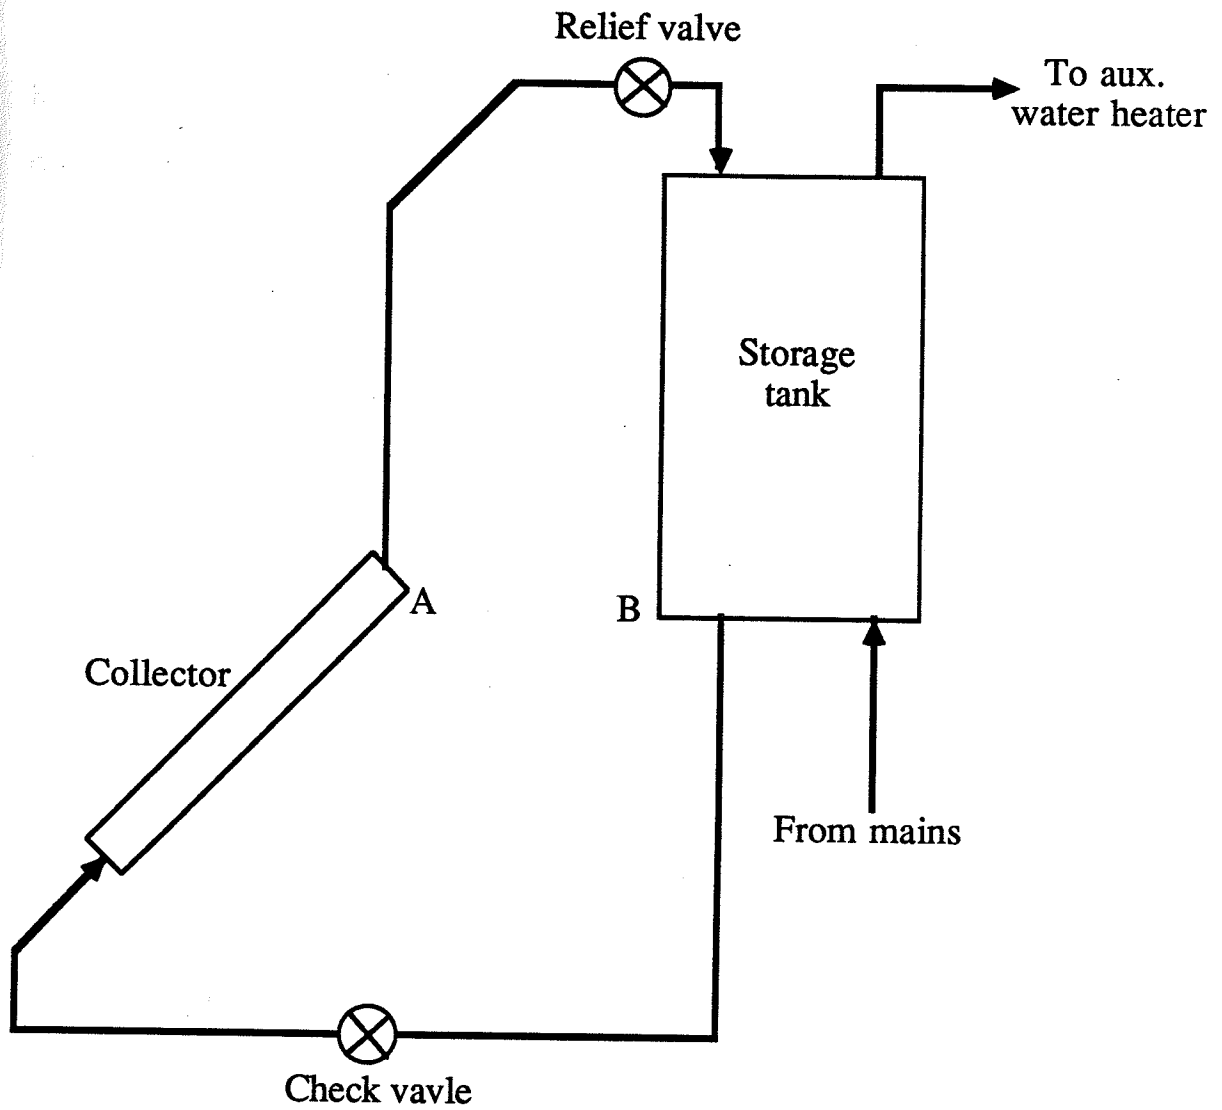 Relief valve
To aux.
water heater
Storage
tank
A
B
Collector
From mains
Check vavle